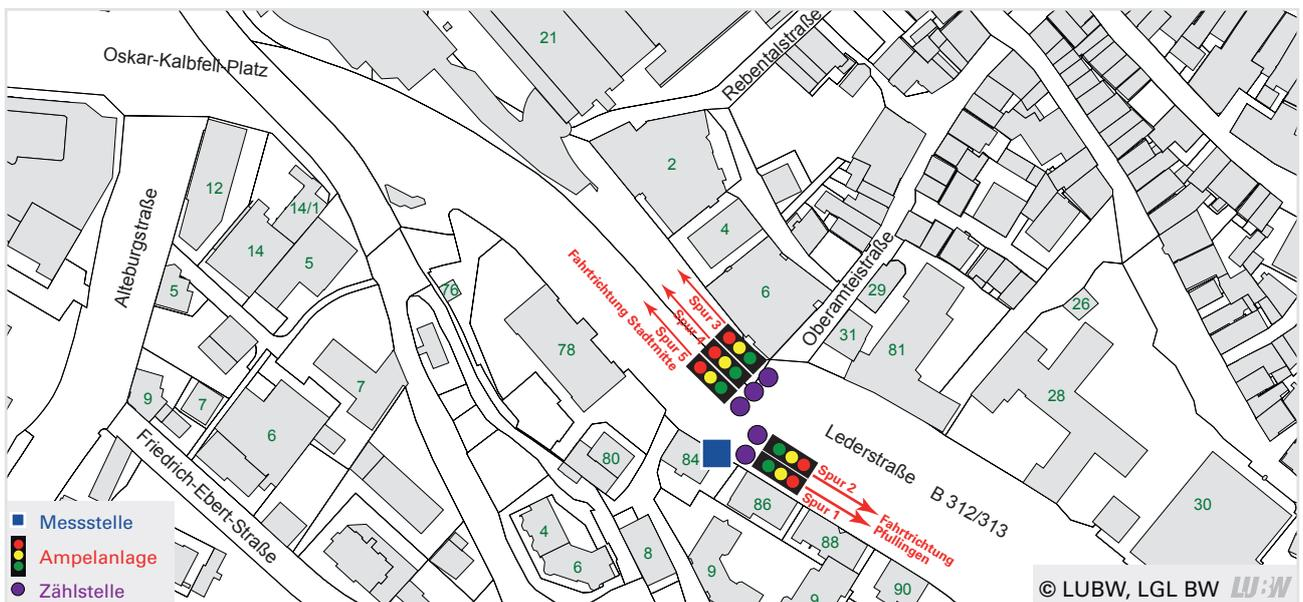 Oskar-Kalbfell-Platz
21
Rebentalstraße
12
2
Alteburgstraße
14/1
14
5
4
5
76
6
Oberamteistraße
29
26
Fahrtrichtung Stadtmitte
Spur 3
Spur 4
Spur 5
31
81
78
7
28
9
7
6
Friedrich-Ebert-Straße
80
84
Lederstraße B 312/313
Spur 2
Spur 1
Fahrtrichtung
Pfullingen
86
30
4
6
8
9
88
9
90
Messstelle
Ampelanlage
Zählstelle
© LUBW, LGL BW LUBW